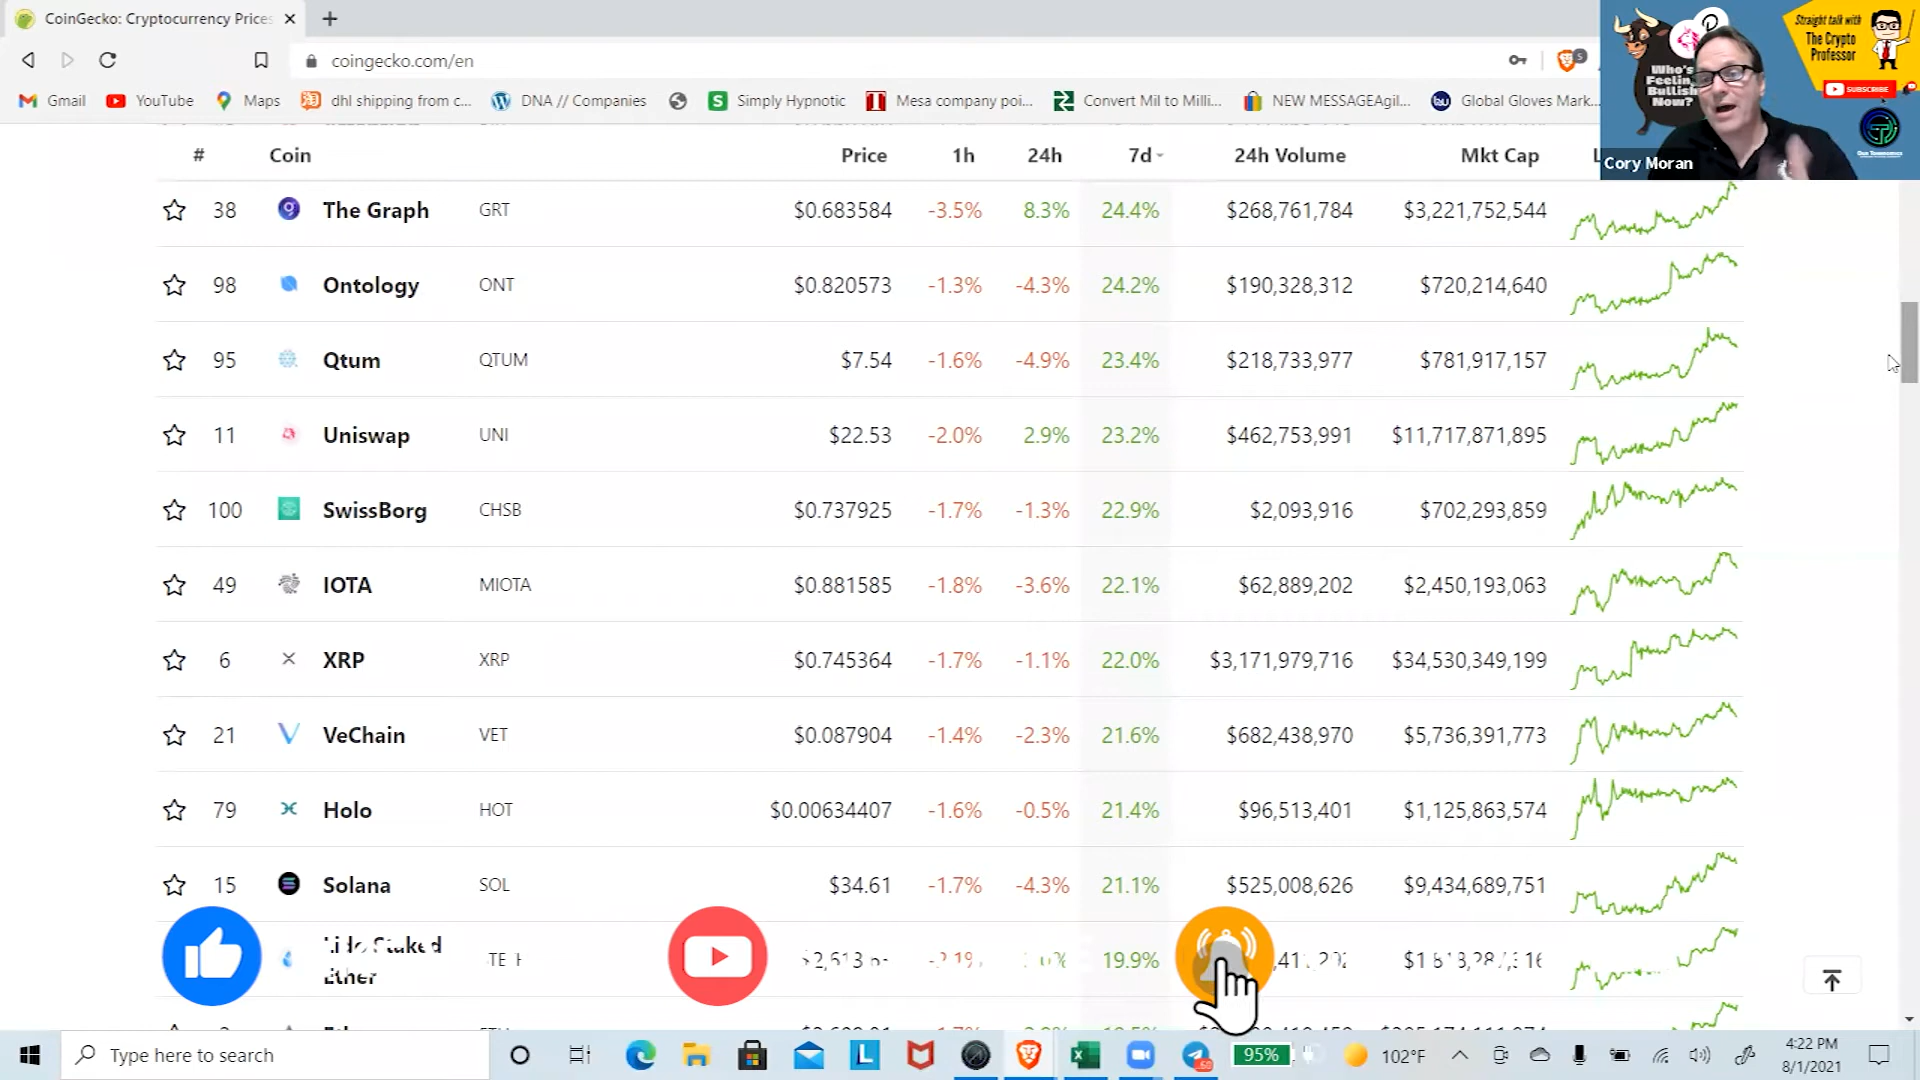 CoinGecko: Cryptocurrency Prices
coingecko.com/en
Gmail YouTube Maps dhl shipping from c... DNA // Companies Simply Hypnotic Mesa company poi... Convert Mil to Milli... NEW MESSAGEAgil... Global Gloves Mark...
Who's
Feeling
Bullish
Now?
Straight talk with
The Crypto
Professor
SUBSCRIBE
Cory Moran
# Coin Price 1h 24h 7d 24h Volume Mkt Cap L
38 The Graph GRT $0.683584 -3.5% 8.3% 24.4% $268,761,784 $3,221,752,544
98 Ontology ONT $0.820573 -1.3% -4.3% 24.2% $190,328,312 $720,214,640
95 Qtum QTUM $7.54 -1.6% -4.9% 23.4% $218,733,977 $781,917,157
11 Uniswap UNI $22.53 -2.0% 2.9% 23.2% $462,753,991 $11,717,871,895
100 SwissBorg CHSB $0.737925 -1.7% -1.3% 22.9% $2,093,916 $702,293,859
49 IOTA MIOTA $0.881585 -1.8% -3.6% 22.1% $62,889,202 $2,450,193,063
6 XRP XRP $0.745364 -1.7% -1.1% 22.0% $3,171,979,716 $34,530,349,199
21 VeChain VET $0.087904 -1.4% -2.3% 21.6% $682,438,970 $5,736,391,773
79 Holo HOT $0.00634407 -1.6% -0.5% 21.4% $96,513,401 $1,125,863,574
15 Solana SOL $34.61 -1.7% -4.3% 21.1% $525,008,626 $9,434,689,751
Lido Staked
Ether
19.9%
Type here to search
95%
102°F
4:22 PM
8/1/2021